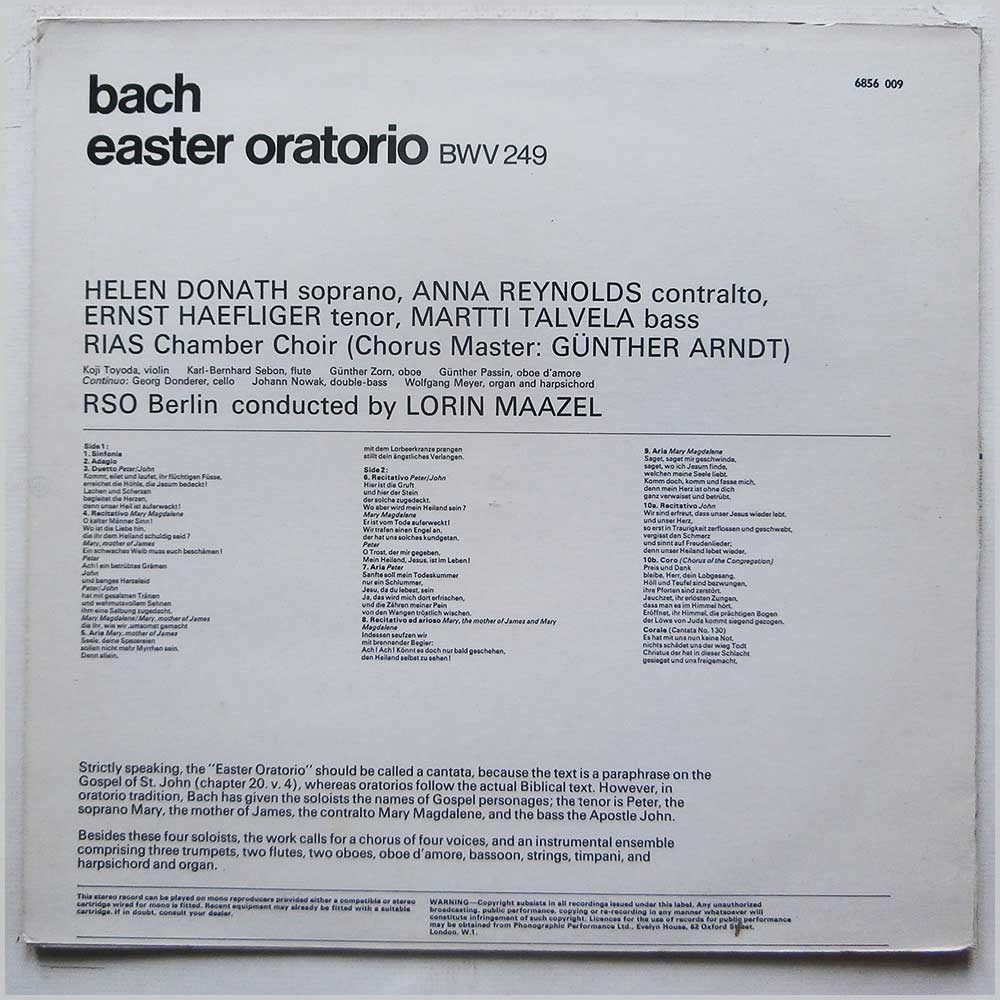 bach
6856 009
easter oratorio BWV 249
HELEN DONATH soprano, ANNA REYNOLDS contralto,
ERNST HAEFLIGER tenor, MARTTI TALVELA bass
RIAS Chamber Choir (Chorus Master: GÜNTHER ARNDT)
Koji Toyoda, violin Karl-Bernhard Sebon, flute Günther Zorn, oboe Günther Passin, oboe d'amore
Continuo: Georg Donderer, cello Johann Nowak, double-bass Wolfgang Meyer, organ and harpsichord
RSO Berlin conducted by LORIN MAAZEL
Side 1:
1. Sinfonia
2. Adagio
3. Duetto Peter/John
Kommt, eilet und laufet, ihr flüchtigen Füsse,
erreichet die Höhle, die Jesum bedeckt!
Lachen und Scherzen
begleitet die Herzen,
denn unser Heil ist auferweckt!
4. Recitativo Mary Magdalene
O kalter Männer Sinn!
Wo ist die Liebe hin,
die ihr dem Heiland schuldig seid?
Mary, mother of James
Ein schwaches Weib muss euch beschämen!
Peter
Ach! ein betrübtes Grämen
John
und banges Herzeleid
Peter/John
hat mit gesalznen Tränen
und wehmutsvollem Sehnen
ihm eine Salbung zugedacht,
Mary Magdalene/Mary, mother of James
die ihr, wie wir, umsonst gemacht
5. Aria Mary, mother of James
Seele, deine Spezereien
sollen nicht mehr Myrrhen sein.
Denn allein,
mit dem Lorbeerkranze prangen
stillt dein ängstliches Verlangen.
Side 2:
6. Recitativo Peter/John
Hier ist die Gruft
und hier der Stein
der solche zugedeckt.
Wo aber wird mein Heiland sein?
Mary Magdalene
Er ist vom Tode auferweckt!
Wir trafen einen Engel an,
der hat uns solches kundgetan.
Peter
O Trost, der mir gegeben,
Mein Heiland, Jesus, ist im Leben!
7. Aria Peter
Sanfte soll mein Todeskummer
nur ein Schlummer,
Jesu, da du lebest, sein
Ja, das wird mich dort erfrischen,
und die Zähren meiner Pein
von den Wangen tröstlich wischen.
8. Recitativo ed arioso Mary, the mother of James and Mary
Magdalene
Indessen seufzen wir
mit brennender Begier:
Ach! Ach! Könnt es doch nur bald geschehen,
den Heiland selbst zu sehen!
9. Aria Mary Magdalene
Saget, saget mir geschwinde,
saget, wo ich Jesum finde,
welchen meine Seele liebt.
Komm doch, komm und fasse mich,
denn mein Herz ist ohne dich
ganz verwaiset und betrübt.
10a. Recitativo John
Wir sind erfreut, dass unser Jesus wieder lebt,
und unser Herz,
so erst in Traurigkeit zerflossen und geschwebt,
vergisst den Schmerz
und sinnt auf Freudenlieder;
denn unser Heiland lebet wieder.
10b. Coro (Chorus of the Congregation)
Preis und Dank
bleibe, Herr, dein Lobgesang.
Höll und Teufel sind bezwungen,
ihre Pforten sind zerstört.
Jauchzet, ihr erlösten Zungen,
dass man es im Himmel hört.
Eröffnet, ihr Himmel, die prächtigen Bogen
der Löwe von Juda kommt siegend gezogen.
Corale (Cantata No. 130)
Es hat mit uns nun keine Not,
nichts schädet uns der wieg Todt
Christus der hat in dieser Schlacht
gesieget und uns freigemacht.
Strictly speaking, the "Easter Oratorio" should be called a cantata, because the text is a paraphrase on the
Gospel of St. John (chapter 20. v. 4), whereas oratorios follow the actual Biblical text. However, in
oratorio tradition, Bach has given the soloists the names of Gospel personages; the tenor is Peter, the
soprano Mary, the mother of James, the contralto Mary Magdalene, and the bass the Apostle John.
Besides these four soloists, the work calls for a chorus of four voices, and an instrumental ensemble
comprising three trumpets, two flutes, two oboes, oboe d'amore, bassoon, strings, timpani, and
harpsichord and organ.
This stereo record can be played on mono reproducers provided either a compatible or stereo
cartridge wired for mono is fitted. Recent equipment may already be fitted with a suitable
cartridge. If in doubt, consult your dealer.
WARNING—Copyright subsists in all recordings issued under this label. Any unauthorized
broadcasting, public performance, copying or re-recording in any manner whatsoever will
constitute infringement of such copyright. Licences for the use of records for public performance
may be obtained from Phonographic Performance Ltd., Evelyn House, 62 Oxford Street,
London, W.1.